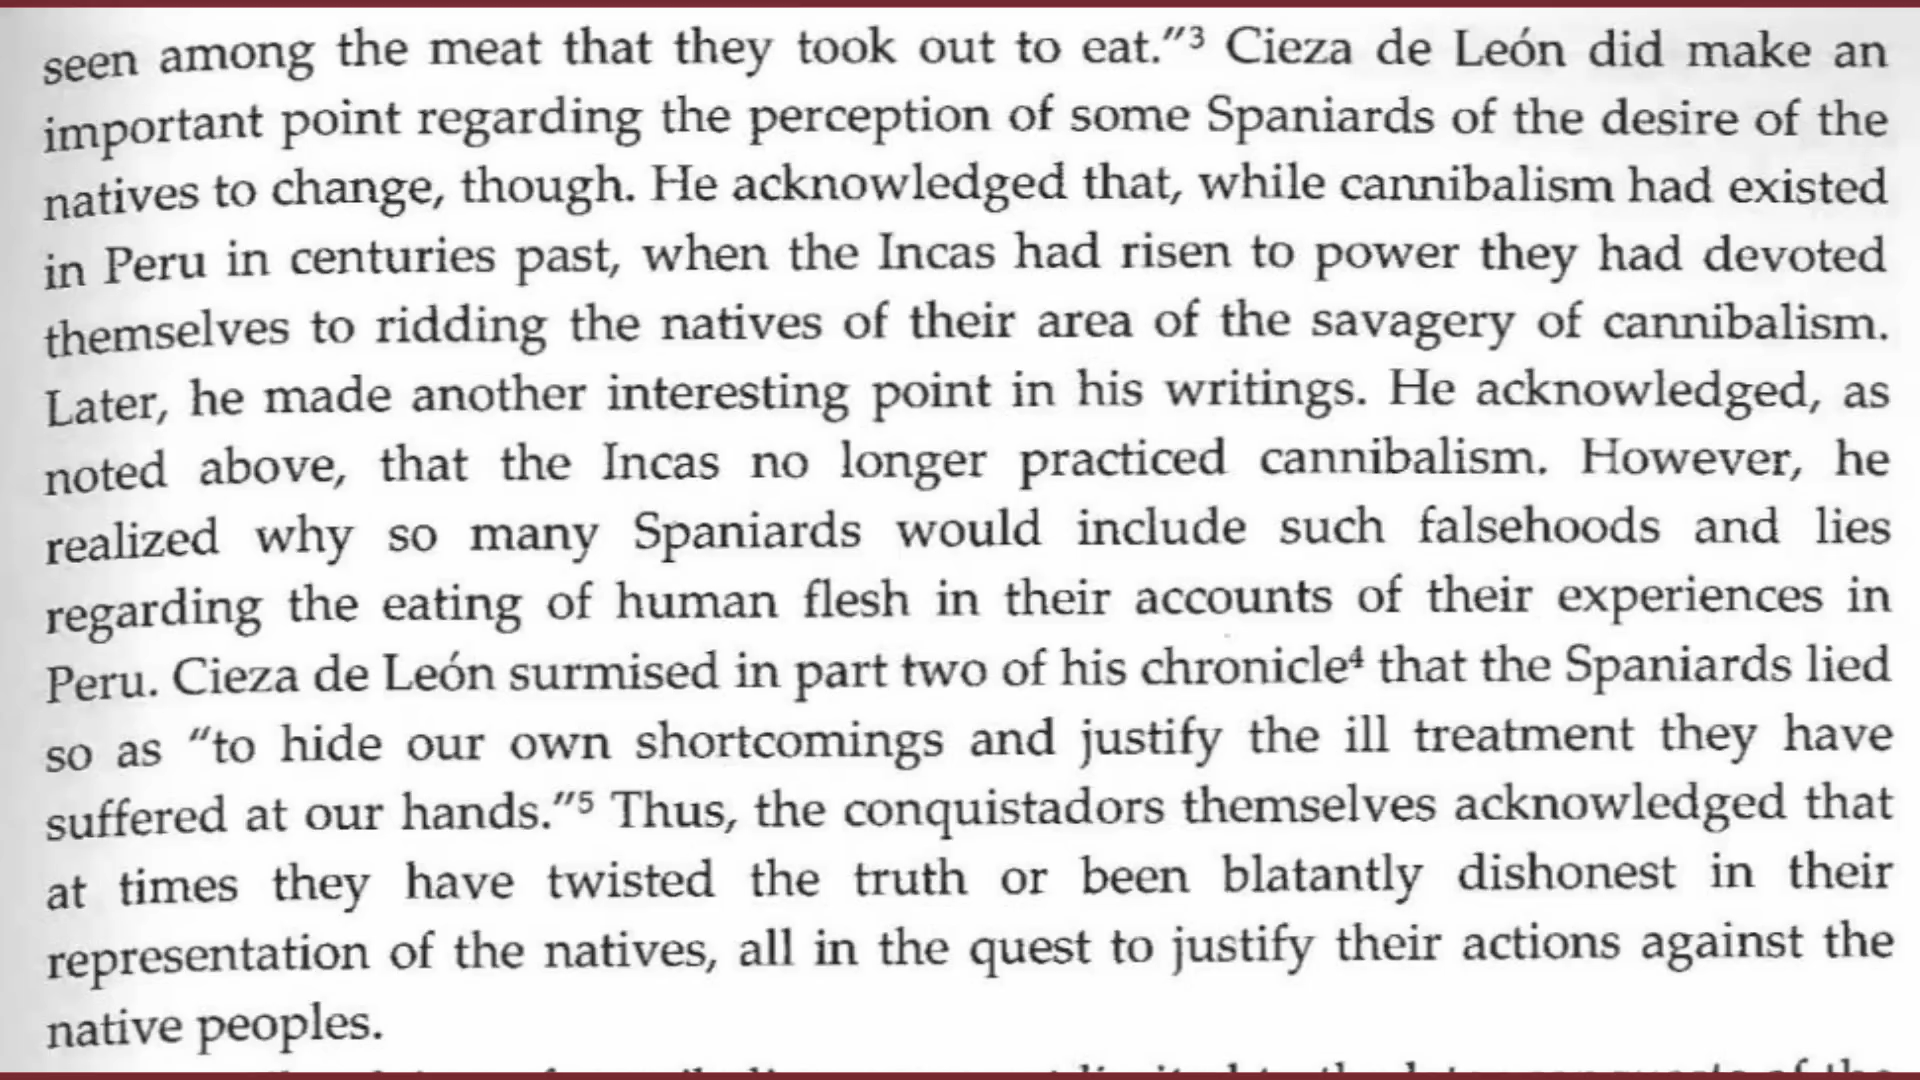 seen among the meat that they took out to eat."³ Cieza de León did make an
important point regarding the perception of some Spaniards of the desire of the
natives to change, though. He acknowledged that, while cannibalism had existed
in Peru in centuries past, when the Incas had risen to power they had devoted
themselves to ridding the natives of their area of the savagery of cannibalism.
Later, he made another interesting point in his writings. He acknowledged, as
noted above, that the Incas no longer practiced cannibalism. However, he
realized why so many Spaniards would include such falsehoods and lies
regarding the eating of human flesh in their accounts of their experiences in
Peru. Cieza de León surmised in part two of his chronicle⁴ that the Spaniards lied
so as "to hide our own shortcomings and justify the ill treatment they have
suffered at our hands."⁵ Thus, the conquistadors themselves acknowledged that
at times they have twisted the truth or been blatantly dishonest in their
representation of the natives, all in the quest to justify their actions against the
native peoples.